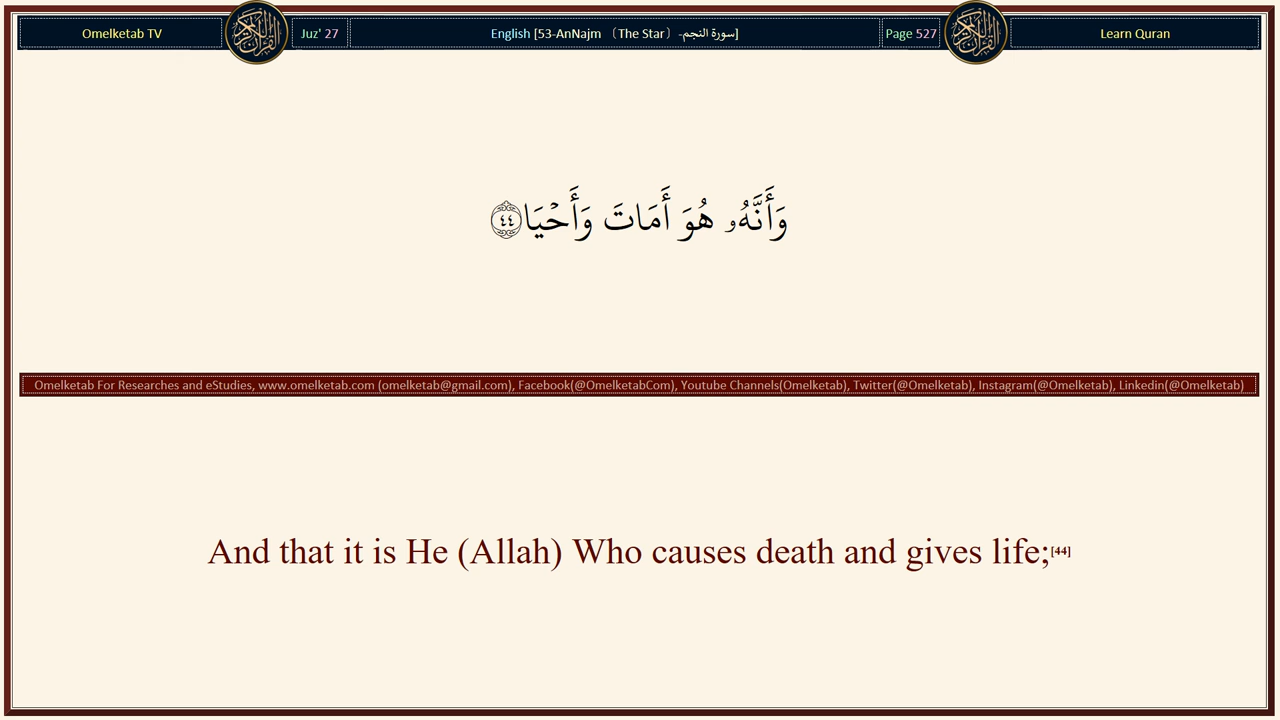 Omelketab TV
Juz' 27
English [53-AnNajm (The Star) -سورة النجم]
Page 527
Learn Quran
وَأَنَّهُۥ هُوَ أَمَاتَ وَأَحْيَا ٤٤
Omelketab For Researches and eStudies, www.omelketab.com (omelketab@gmail.com), Facebook(@OmelketabCom), Youtube Channels(Omelketab), Twitter(@Omelketab), Instagram(@Omelketab), Linkedin(@Omelketab)
And that it is He (Allah) Who causes death and gives life;[44]